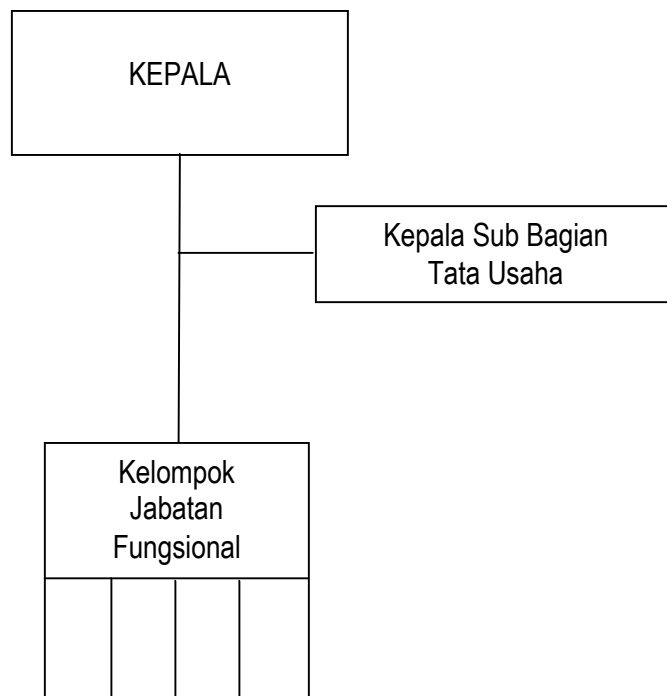 KEPALA
Kepala Sub Bagian
Tata Usaha
Kelompok
Jabatan
Fungsional